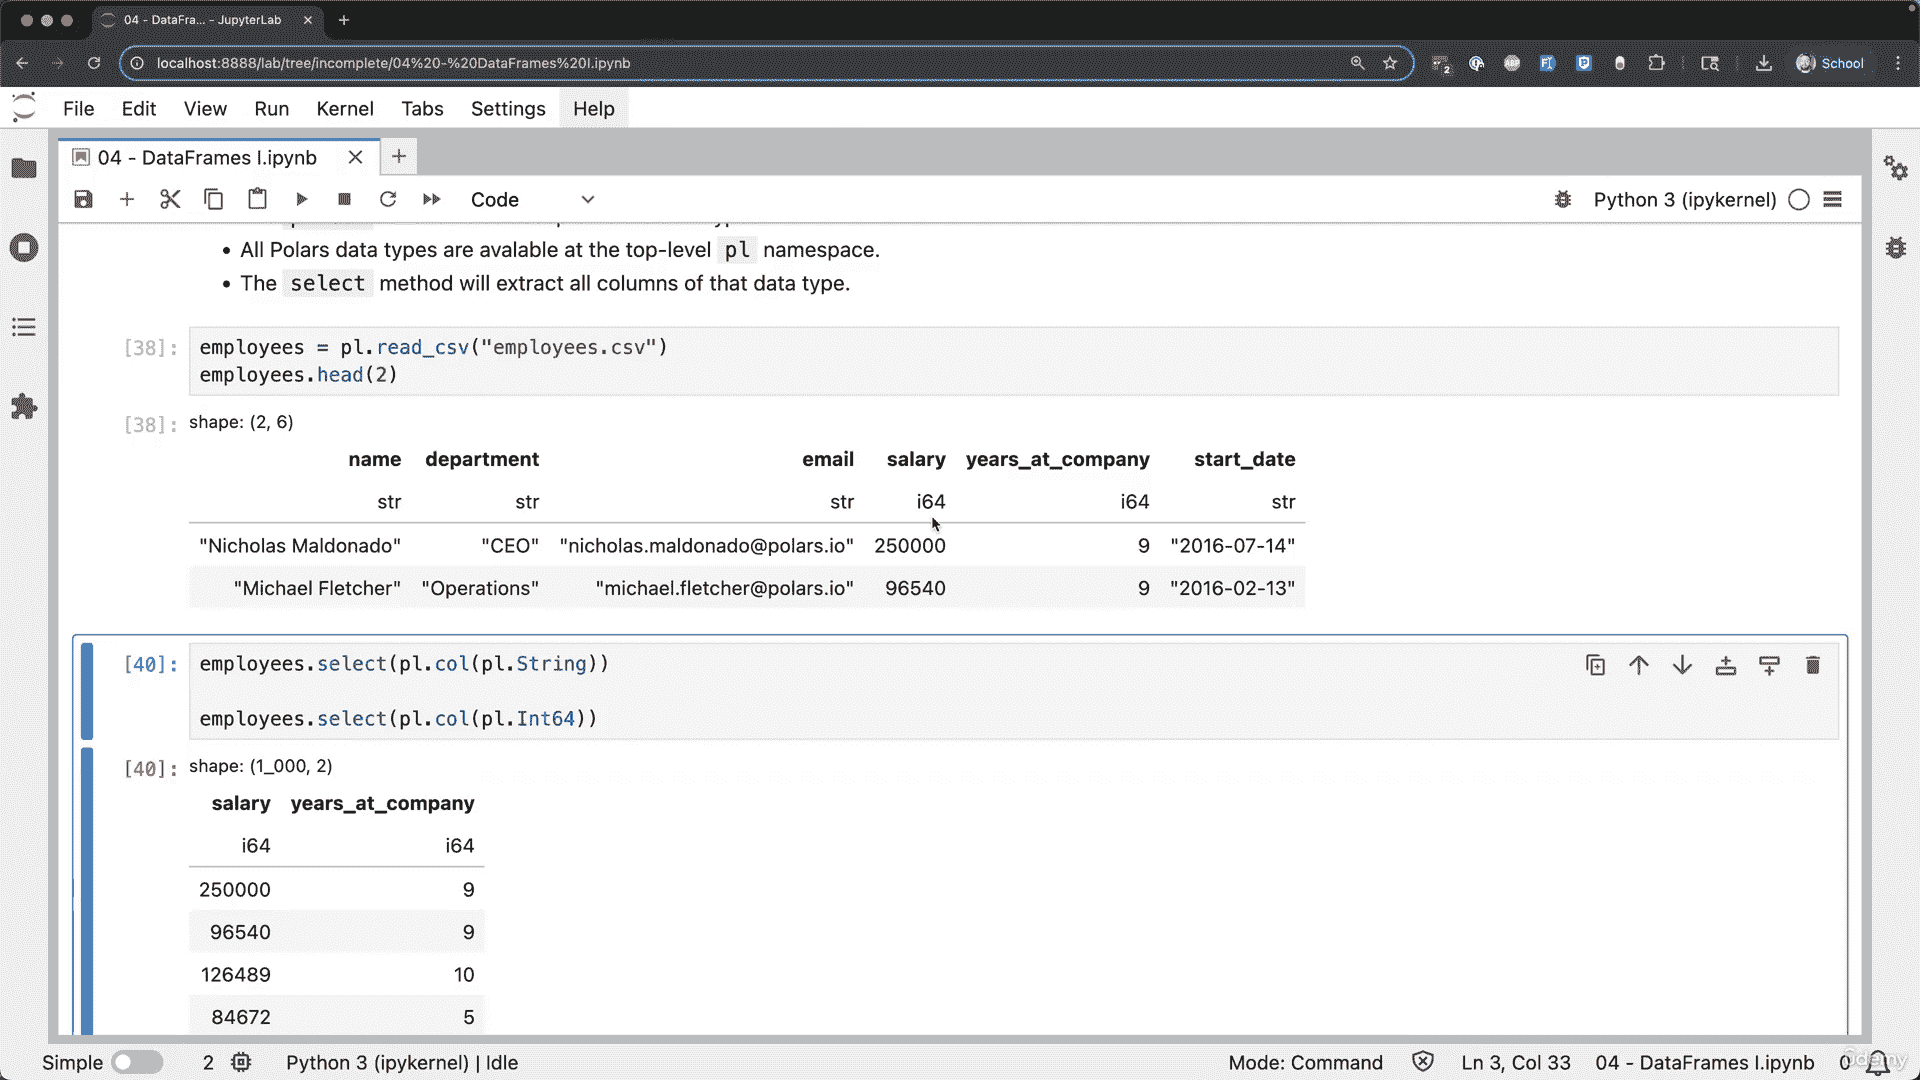 04 - DataFra... - JupyterLab
localhost:8888/lab/tree/incomplete/04%20-%20DataFrames%20I.ipynb
2
School
File Edit View Run Kernel Tabs Settings Help
04 - DataFrames I.ipynb
Code
Python 3 (ipykernel)
All Polars data types are avalable at the top-level pl namespace.
The select method will extract all columns of that data type.
[38]: employees = pl.read_csv("employees.csv")
employees.head(2)
[38]: shape: (2, 6)
name department email salary years_at_company start_date
str str str i64 i64 str
"Nicholas Maldonado" "CEO" "nicholas.maldonado@polars.io" 250000 9 "2016-07-14"
"Michael Fletcher" "Operations" "michael.fletcher@polars.io" 96540 9 "2016-02-13"
[40]: employees.select(pl.col(pl.String))
employees.select(pl.col(pl.Int64))
[40]: shape: (1_000, 2)
salary years_at_company
i64 i64
250000 9
96540 9
126489 10
84672 5
Simple 2 Python 3 (ipykernel) | Idle Mode: Command Ln 3, Col 33 04 - DataFrames I.ipynb 0
Udemy